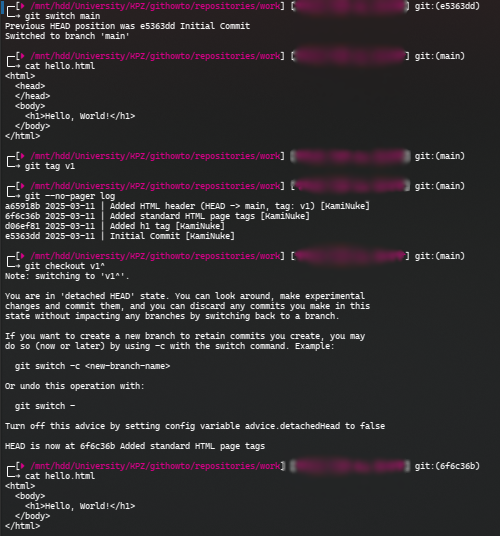 ┌─[▸ /mnt/hdd/University/KPZ/githowto/repositories/work] [ ] git:(e5363dd)
└─→ git switch main
Previous HEAD position was e5363dd Initial Commit
Switched to branch 'main'
┌─[▸ /mnt/hdd/University/KPZ/githowto/repositories/work] [ ] git:(main)
└─→ cat hello.html
<html>
  <head>
  </head>
  <body>
    <h1>Hello, World!</h1>
  </body>
</html>
┌─[▸ /mnt/hdd/University/KPZ/githowto/repositories/work] [ ] git:(main)
└─→ git tag v1
┌─[▸ /mnt/hdd/University/KPZ/githowto/repositories/work] [ ] git:(main)
└─→ git --no-pager log
a65918b 2025-03-11 | Added HTML header (HEAD -> main, tag: v1) [KamiNuke]
6f6c36b 2025-03-11 | Added standard HTML page tags [KamiNuke]
d06ef81 2025-03-11 | Added h1 tag [KamiNuke]
e5363dd 2025-03-11 | Initial Commit [KamiNuke]
┌─[▸ /mnt/hdd/University/KPZ/githowto/repositories/work] [ ] git:(main)
└─→ git checkout v1^
Note: switching to 'v1^'.

You are in 'detached HEAD' state. You can look around, make experimental
changes and commit them, and you can discard any commits you make in this
state without impacting any branches by switching back to a branch.

If you want to create a new branch to retain commits you create, you may
do so (now or later) by using -c with the switch command. Example:

  git switch -c <new-branch-name>

Or undo this operation with:

  git switch -

Turn off this advice by setting config variable advice.detachedHead to false

HEAD is now at 6f6c36b Added standard HTML page tags
┌─[▸ /mnt/hdd/University/KPZ/githowto/repositories/work] [ ] git:(6f6c36b)
└─→ cat hello.html
<html>
  <body>
    <h1>Hello, World!</h1>
  </body>
</html>